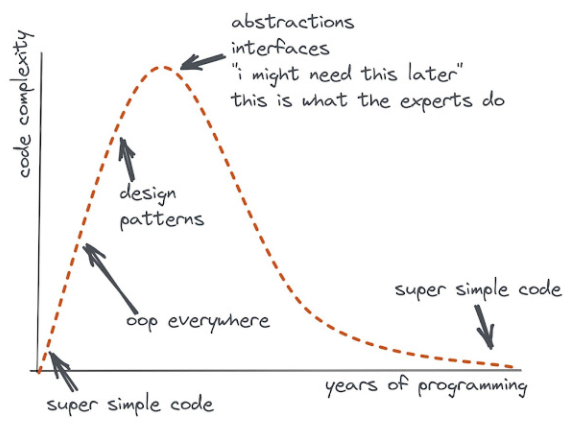 abstractions
interfaces
"i might need this later"
this is what the experts do
code complexity
design
patterns
oop everywhere
super simple code
super simple code
years of programming